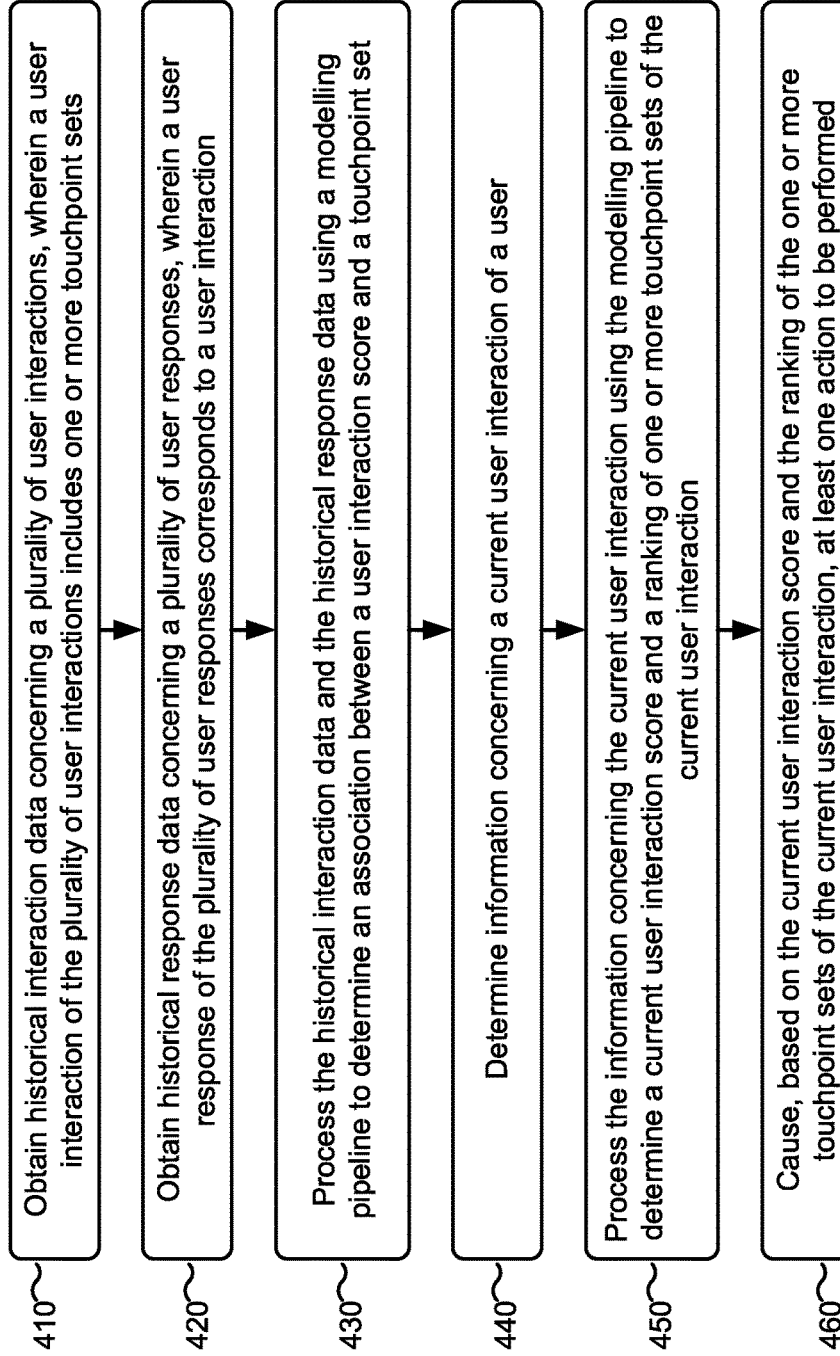 410
Obtain historical interaction data concerning a plurality of user interactions, wherein a user
interaction of the plurality of user interactions includes one or more touchpoint sets
420
Obtain historical response data concerning a plurality of user responses, wherein a user
response of the plurality of user responses corresponds to a user interaction
430
Process the historical interaction data and the historical response data using a modelling
pipeline to determine an association between a user interaction score and a touchpoint set
440
Determine information concerning a current user interaction of a user
450
Process the information concerning the current user interaction using the modelling pipeline to
determine a current user interaction score and a ranking of one or more touchpoint sets of the
current user interaction
460
Cause, based on the current user interaction score and the ranking of the one or more
touchpoint sets of the current user interaction, at least one action to be performed